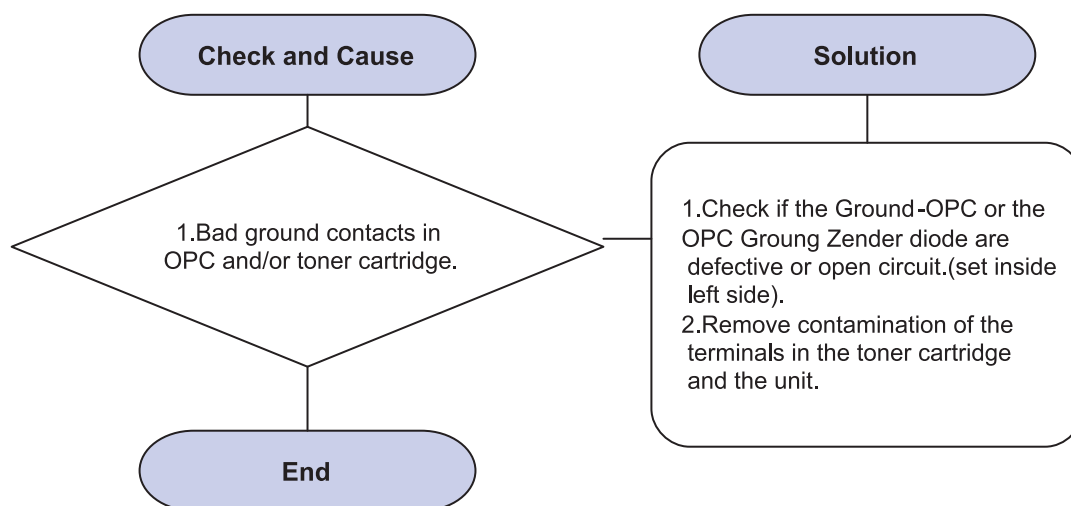 Check and Cause
1.Bad ground contacts in
OPC and/or toner cartridge.
End
Solution
1.Check if the Ground-OPC or the
OPC Groung Zender diode are
defective or open circuit.(set inside
left side).
2.Remove contamination of the
terminals in the toner cartridge
and the unit.